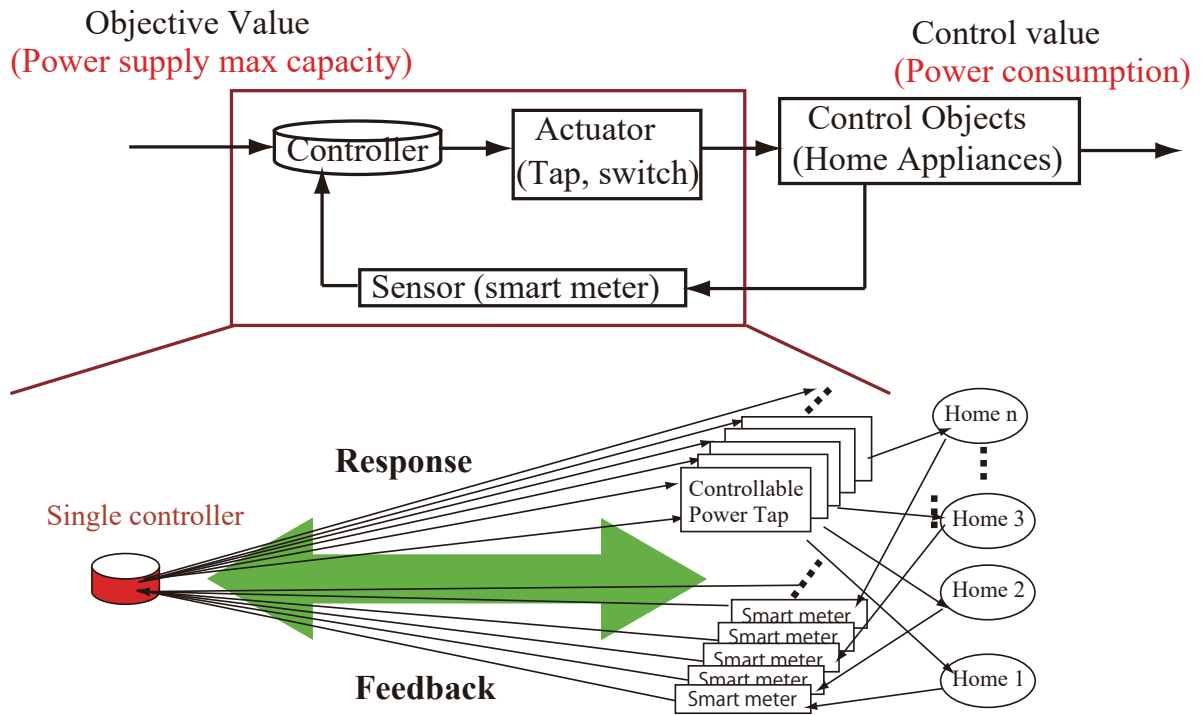 Objective Value
(Power supply max capacity)
Control value
(Power consumption)
Controller
Actuator
(Tap, switch)
Control Objects
(Home Appliances)
Sensor (smart meter)
Response
Single controller
Feedback
Controllable
Power Tap
Home n
Home 3
Home 2
Home 1
Smart meter
Smart meter
Smart meter
Smart meter
Smart meter